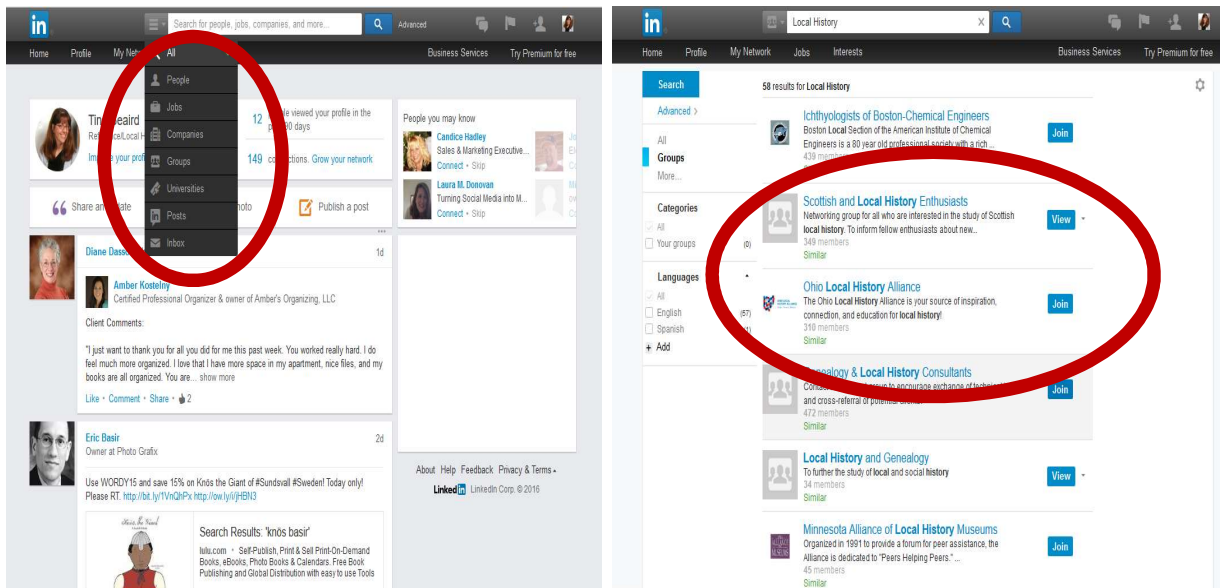 in
Search for people, jobs, companies, and more...
Advanced
Home Profile My Business Services Try Premium for free
All
People
Jobs
Companies
Groups
Universities
Posts
Inbox
12 viewed your profile in the
90 days
149 Grow your network
Share an
Publish a post
People you may know
Candice Hadley
Sales & Marketing Executive...
Connect • Skip
Laura M. Donovan
Turning Social Media into M...
Connect • Skip
Diane
1d
Amber Kostelny
Certified Professional Organizer & owner of Amber's Organizing, LLC
Client Comments:
"I just want to thank you for all you did for me this past week. You worked really hard. I do
feel much more organized. I love that I have more space in my apartment, nice files, and my
books are all organized. You are... show more
Like • Comment • Share • 2
Eric Basir
2d
Owner at Photo Grafix
Use WORDY15 and save 15% on Knös the Giant of #Sundsvall #Sweden! Today only!
Please RT. http://bit.ly/1VnQhPx http://ow.ly/i/jHBN3
Search Results: 'knös basir'
lulu.com • Self-Publish, Print & Sell Print-On-Demand
Books, eBooks, Photo Books & Calendars. Free Book
Publishing and Global Distribution with easy to use Tools
About Help Feedback Privacy & Terms
Linked in LinkedIn Corp. © 2016
in
Local History X
Home Profile My Network Jobs Interests Business Services Try Premium for free
Search
Advanced >
All
Groups
More...
Categories
All
Your groups (0)
Languages
All
English (57)
Spanish
+ Add
58 results for Local History
Ichthyologists of Boston-Chemical Engineers
Boston Local Section of the American Institute of Chemical
Engineers is a 80 year old professional society with a rich ...
439 members
Join
Scottish and Local History Enthusiasts
Networking group for all who are interested in the study of Scottish
local history. To inform fellow enthusiasts about new...
349 members
Similar
View
Ohio Local History Alliance
The Ohio Local History Alliance is your source of inspiration,
connection, and education for local history!
310 members
Similar
Join
Genealogy & Local History Consultants
group to encourage exchange of
and cross-referral of potential
472 members
Similar
Join
Local History and Genealogy
To further the study of local and social history
34 members
Similar
View
Minnesota Alliance of Local History Museums
Organized in 1991 to provide a forum for peer assistance, the
Alliance is dedicated to "Peers Helping Peers." ...
45 members
Similar
Join